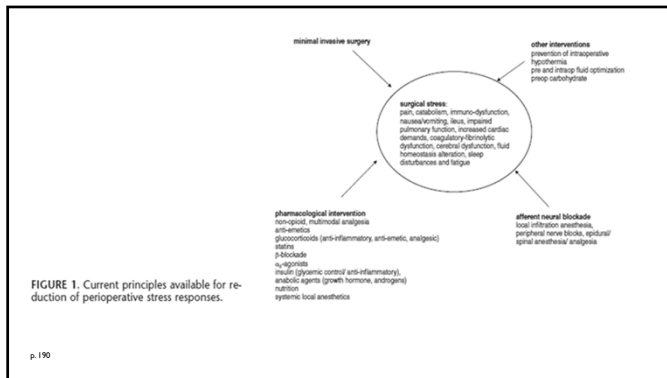 minimal invasive surgery
other interventions
prevention of intraoperative
hypothermia
pre and intraop fluid optimization
preop carbohydrate
surgical stress:
pain, catabolism, immuno-dysfunction,
nausea/vomiting, ileus, impaired
pulmonary function, increased cardiac
demands, coagulatory-fibrinolytic
dysfunction, cerebral dysfunction, fluid
homeostasis alteration, sleep
disturbances and fatigue
pharmacological intervention
non-opioid, multimodal analgesia
anti-emetics
glucocorticoids (anti-inflammatory, anti-emetic, analgesic)
statins
β-blockade
α₂-agonists
insulin (glycemic control/ anti-inflammatory),
anabolic agents (growth hormone, androgens)
nutrition
systemic local anesthetics
afferent neural blockade
local infiltration anesthesia,
peripheral nerve blocks, epidural/
spinal anesthesia/ analgesia
FIGURE 1. Current principles available for re-
duction of perioperative stress responses.
p. 190